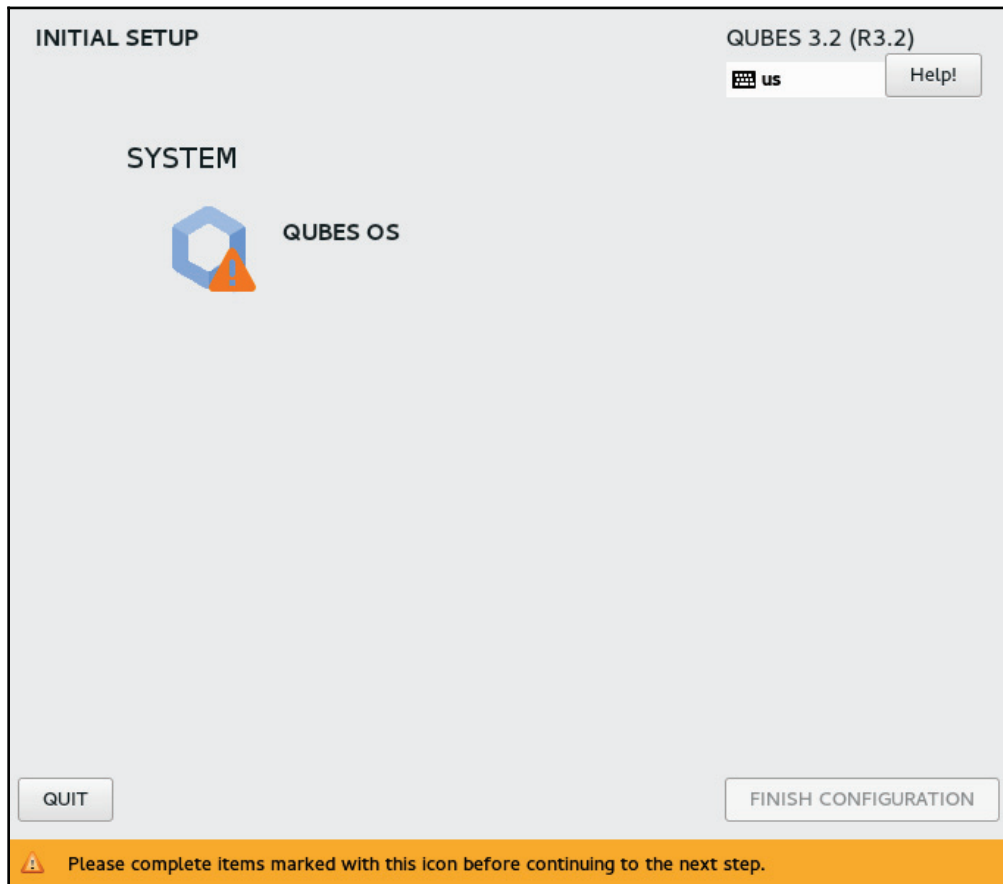 INITIAL SETUP
QUBES 3.2 (R3.2)
us
Help!
SYSTEM
QUBES OS
QUIT
FINISH CONFIGURATION
Please complete items marked with this icon before continuing to the next step.